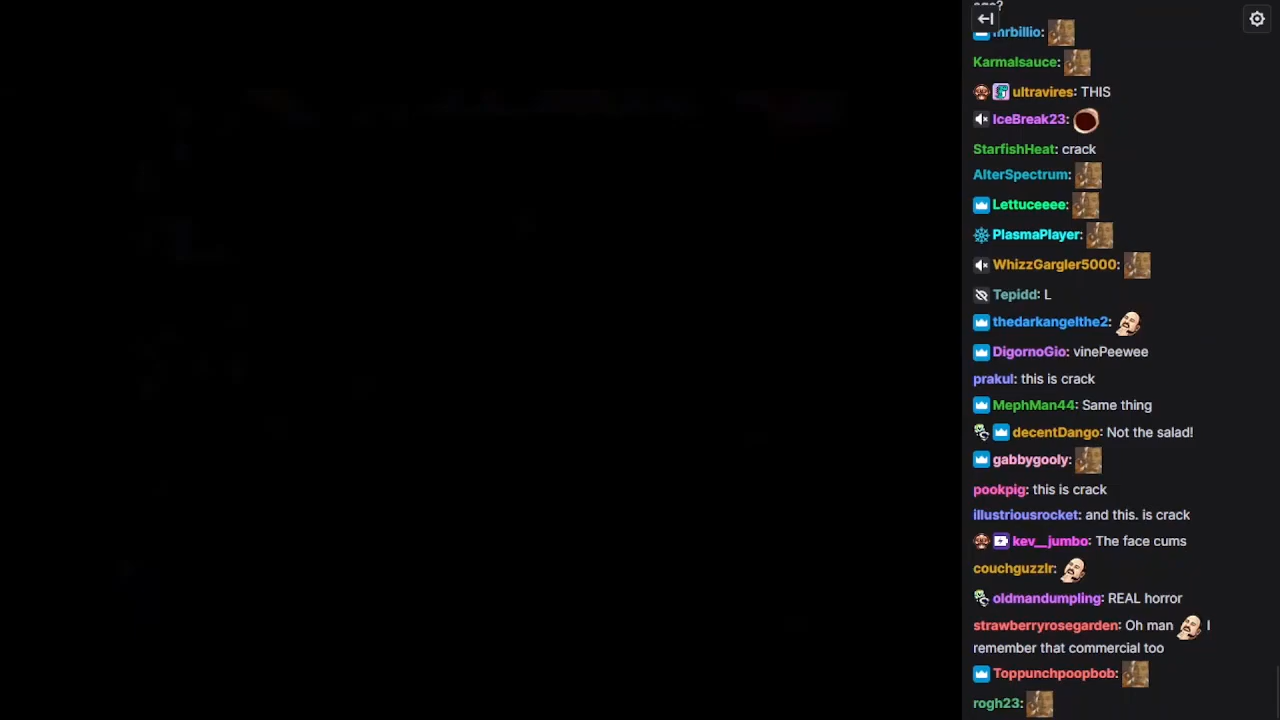 mrbillio:
Karmalsauce:
ultravires: THIS
IceBreak23:
StarfishHeat: crack
AlterSpectrum:
Lettuceeee:
PlasmaPlayer:
WhizzGargler5000:
Tepidd: L
thedarkangelthe2:
DigornoGio: vinePeewee
prakul: this is crack
MephMan44: Same thing
decentDango: Not the salad!
gabbygooly:
pookpig: this is crack
illustriousrocket: and this. is crack
kev__jumbo: The face cums
couchguzzlr:
oldmandumpling: REAL horror
strawberryrosegarden: Oh man I
remember that commercial too
Toppunchpoopbob:
rogh23: